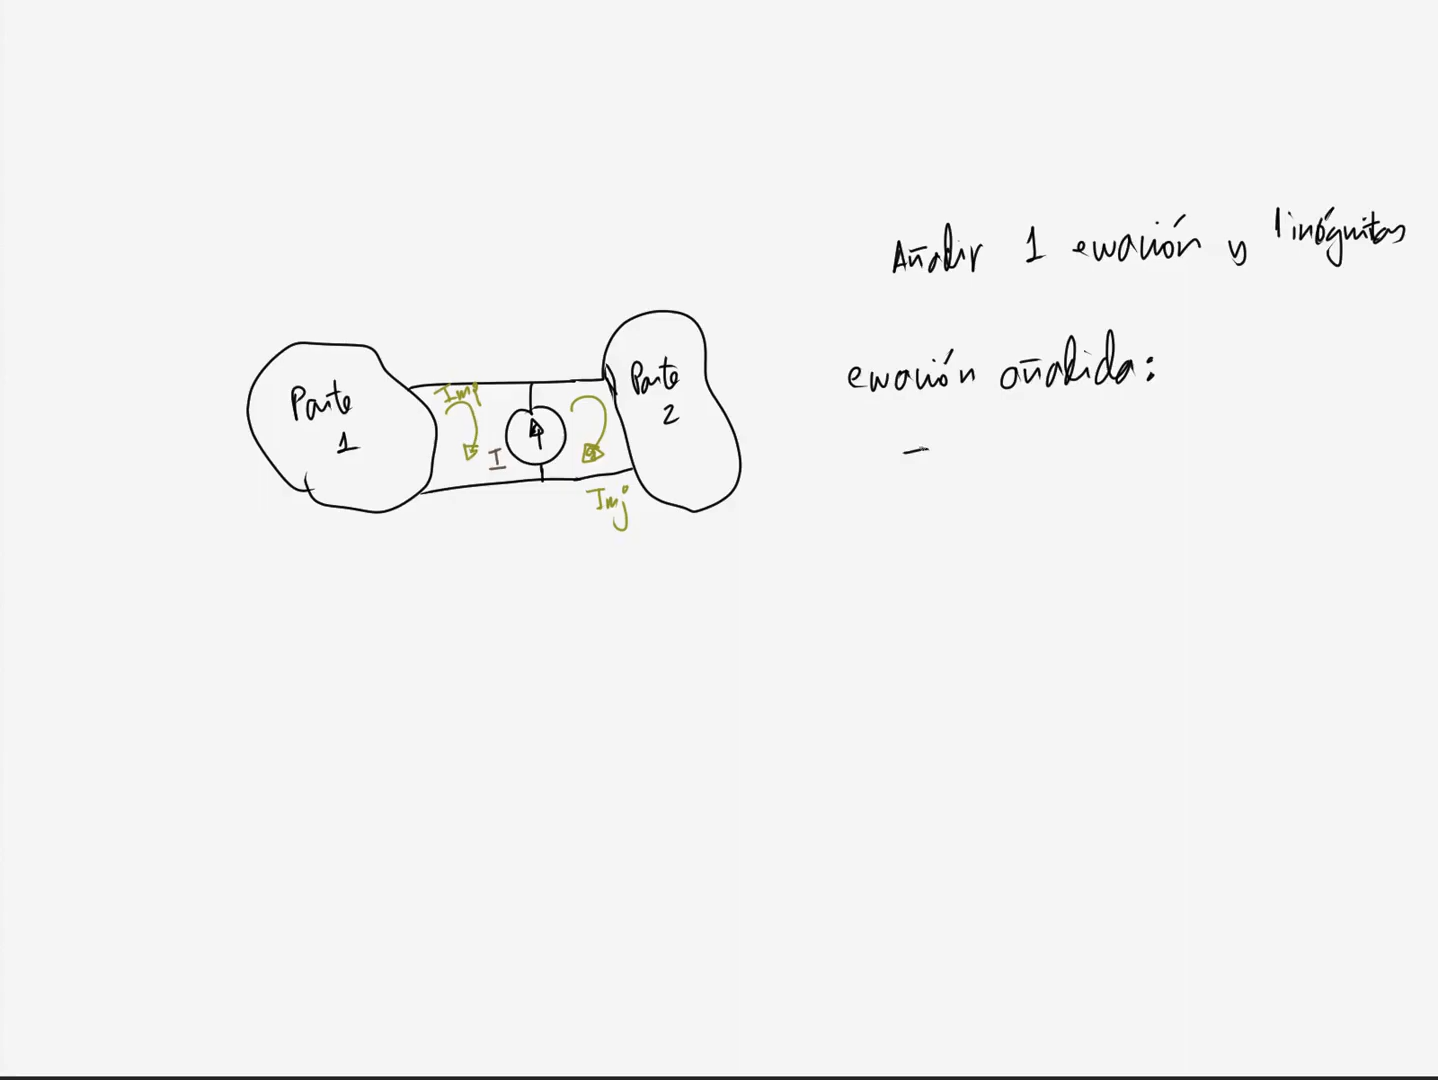 Añadir 1 ecuación y 1 incógnitas
ecuación añadida:
Parte
1
Imp
I
Parte
2
Imj